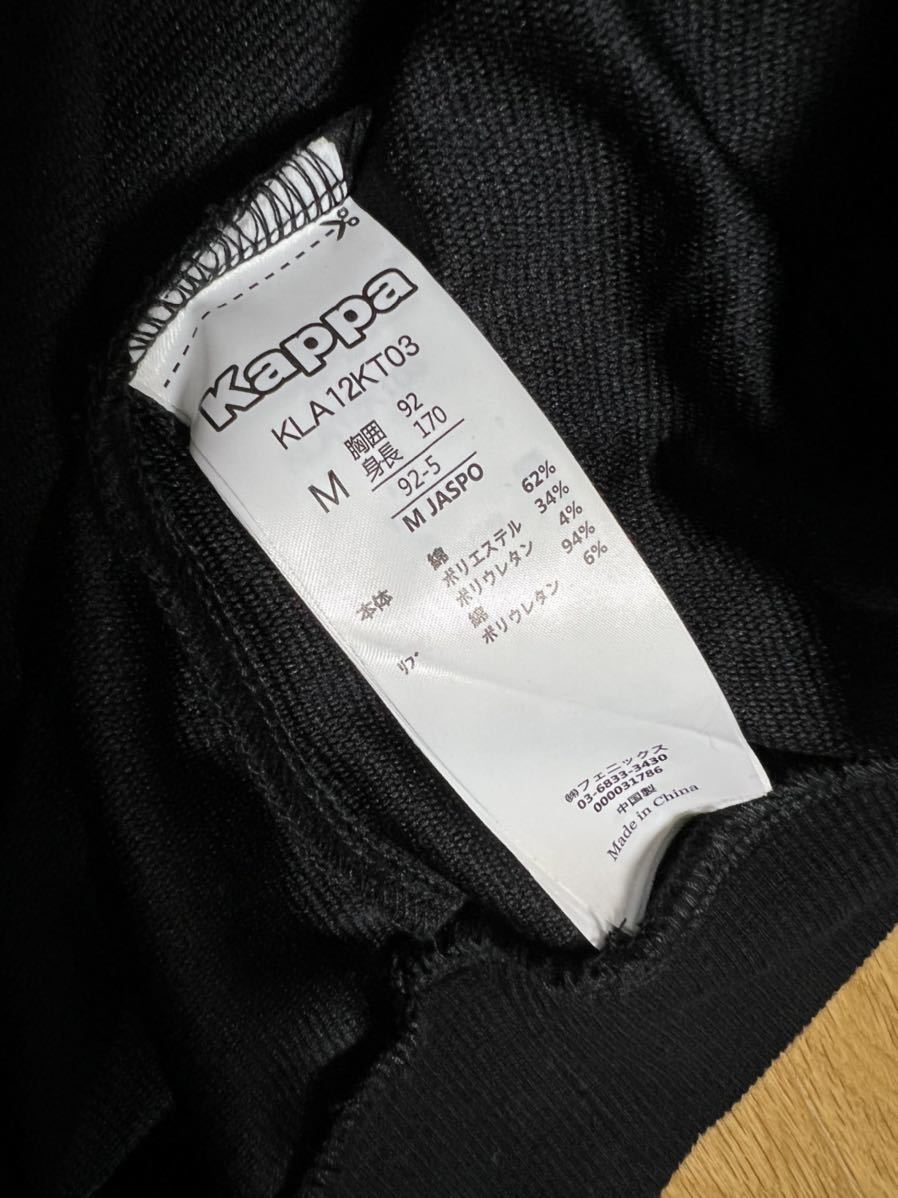 Kappa
KLA12KT03
M 胸囲 92
身長 170
92-5
M JASPO
本体 綿 62%
ポリエステル 34%
ポリウレタン 4%
リブ 綿 94%
ポリウレタン 6%
㈱フェニックス
03-6833-3430
000031786
中国製
Made in China